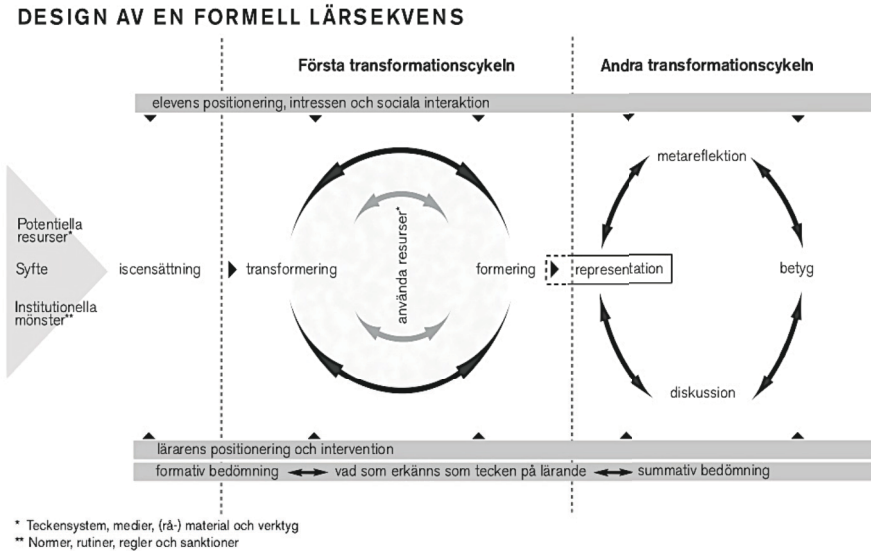 DESIGN AV EN FORMELL LÄRSEKVENS
Första transformationscykeln
Andra transformationscykeln
elevens positionering, intressen och sociala interaktion
Potentiella
resurser*
Syfte
Institutionella
mönster**
iscensättning
transformering
använda resurser*
formering
representation
metareflektion
betyg
diskussion
lärarens positionering och intervention
formativ bedömning vad som erkänns som tecken på lärande summativ bedömning
* Teckensystem, medier, (rå-) material och verktyg
** Normer, rutiner, regler och sanktioner